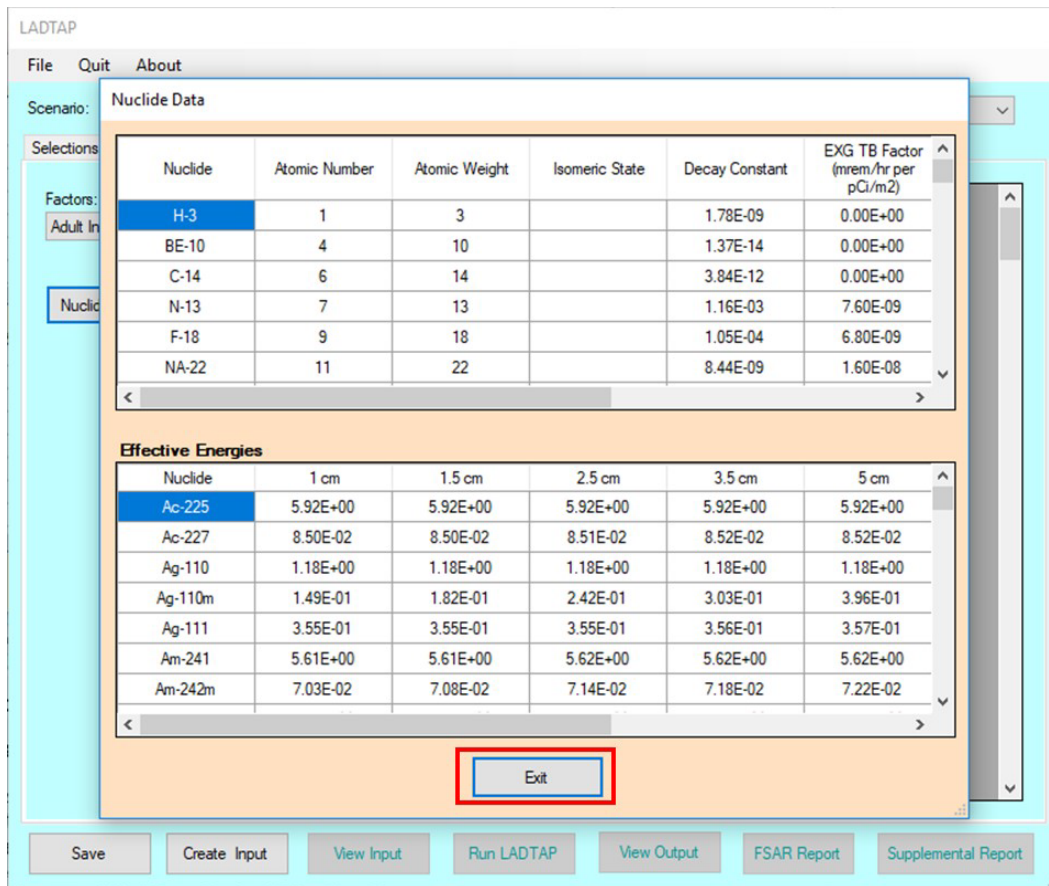 LADTAP
File Quit About
Scenario:
Nuclide Data
Selections
Factors:
Adult In
Nuclid
Nuclide Atomic Number Atomic Weight Isomeric State Decay Constant EXG TB Factor (mrem/hr per pCi/m2)
H-3 1 3 1.78E-09 0.00E+00
BE-10 4 10 1.37E-14 0.00E+00
C-14 6 14 3.84E-12 0.00E+00
N-13 7 13 1.16E-03 7.60E-09
F-18 9 18 1.05E-04 6.80E-09
NA-22 11 22 8.44E-09 1.60E-08
Effective Energies
Nuclide 1 cm 1.5 cm 2.5 cm 3.5 cm 5 cm
Ac-225 5.92E+00 5.92E+00 5.92E+00 5.92E+00 5.92E+00
Ac-227 8.50E-02 8.50E-02 8.51E-02 8.52E-02 8.52E-02
Ag-110 1.18E+00 1.18E+00 1.18E+00 1.18E+00 1.18E+00
Ag-110m 1.49E-01 1.82E-01 2.42E-01 3.03E-01 3.96E-01
Ag-111 3.55E-01 3.55E-01 3.55E-01 3.56E-01 3.57E-01
Am-241 5.61E+00 5.61E+00 5.62E+00 5.62E+00 5.62E+00
Am-242m 7.03E-02 7.08E-02 7.14E-02 7.18E-02 7.22E-02
Exit
Save Create Input View Input Run LADTAP View Output FSAR Report Supplemental Report